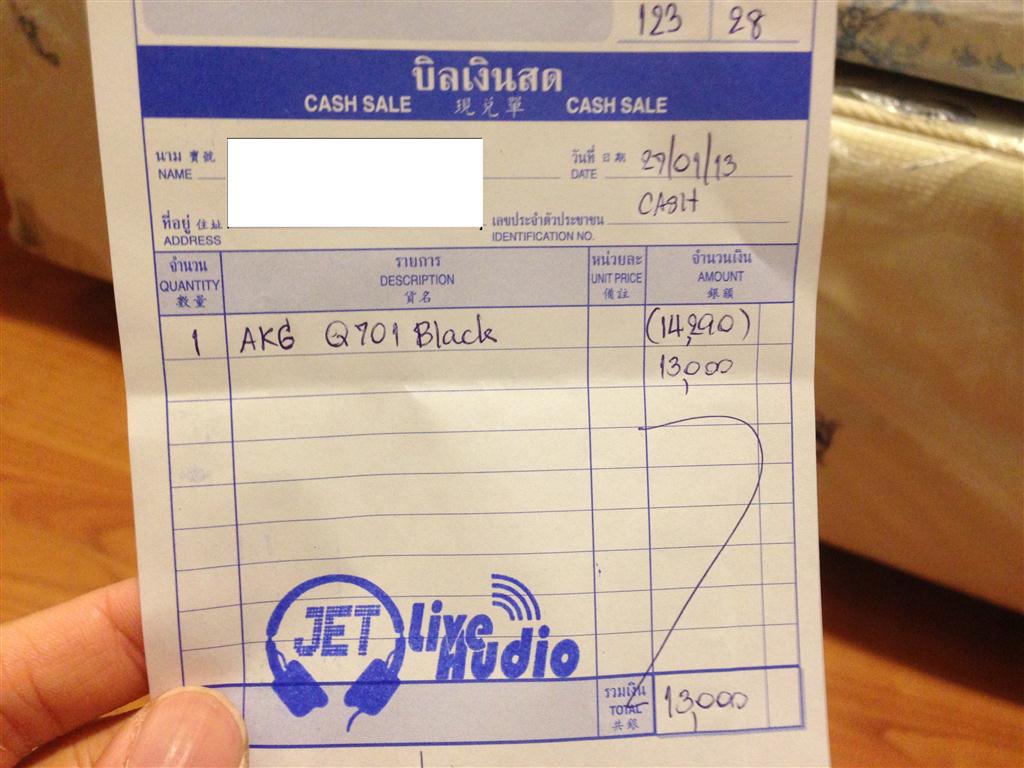 123 28
บิลเงินสด
CASH SALE 現兌單 CASH SALE
นาม 寶號 วันที่ 日期 29/01/13
NAME DATE
CASH
ที่อยู่ 住址 เลขประจำตัวประชาชน
ADDRESS IDENTIFICATION NO.
จำนวน รายการ หน่วยละ จำนวนเงิน
QUANTITY DESCRIPTION UNIT PRICE AMOUNT
數量 貨名 備註 銀額
1 AKG Q701 Black (14,290)
13,000
JET Live Audio
รวมเงิน 13,000
TOTAL
共銀